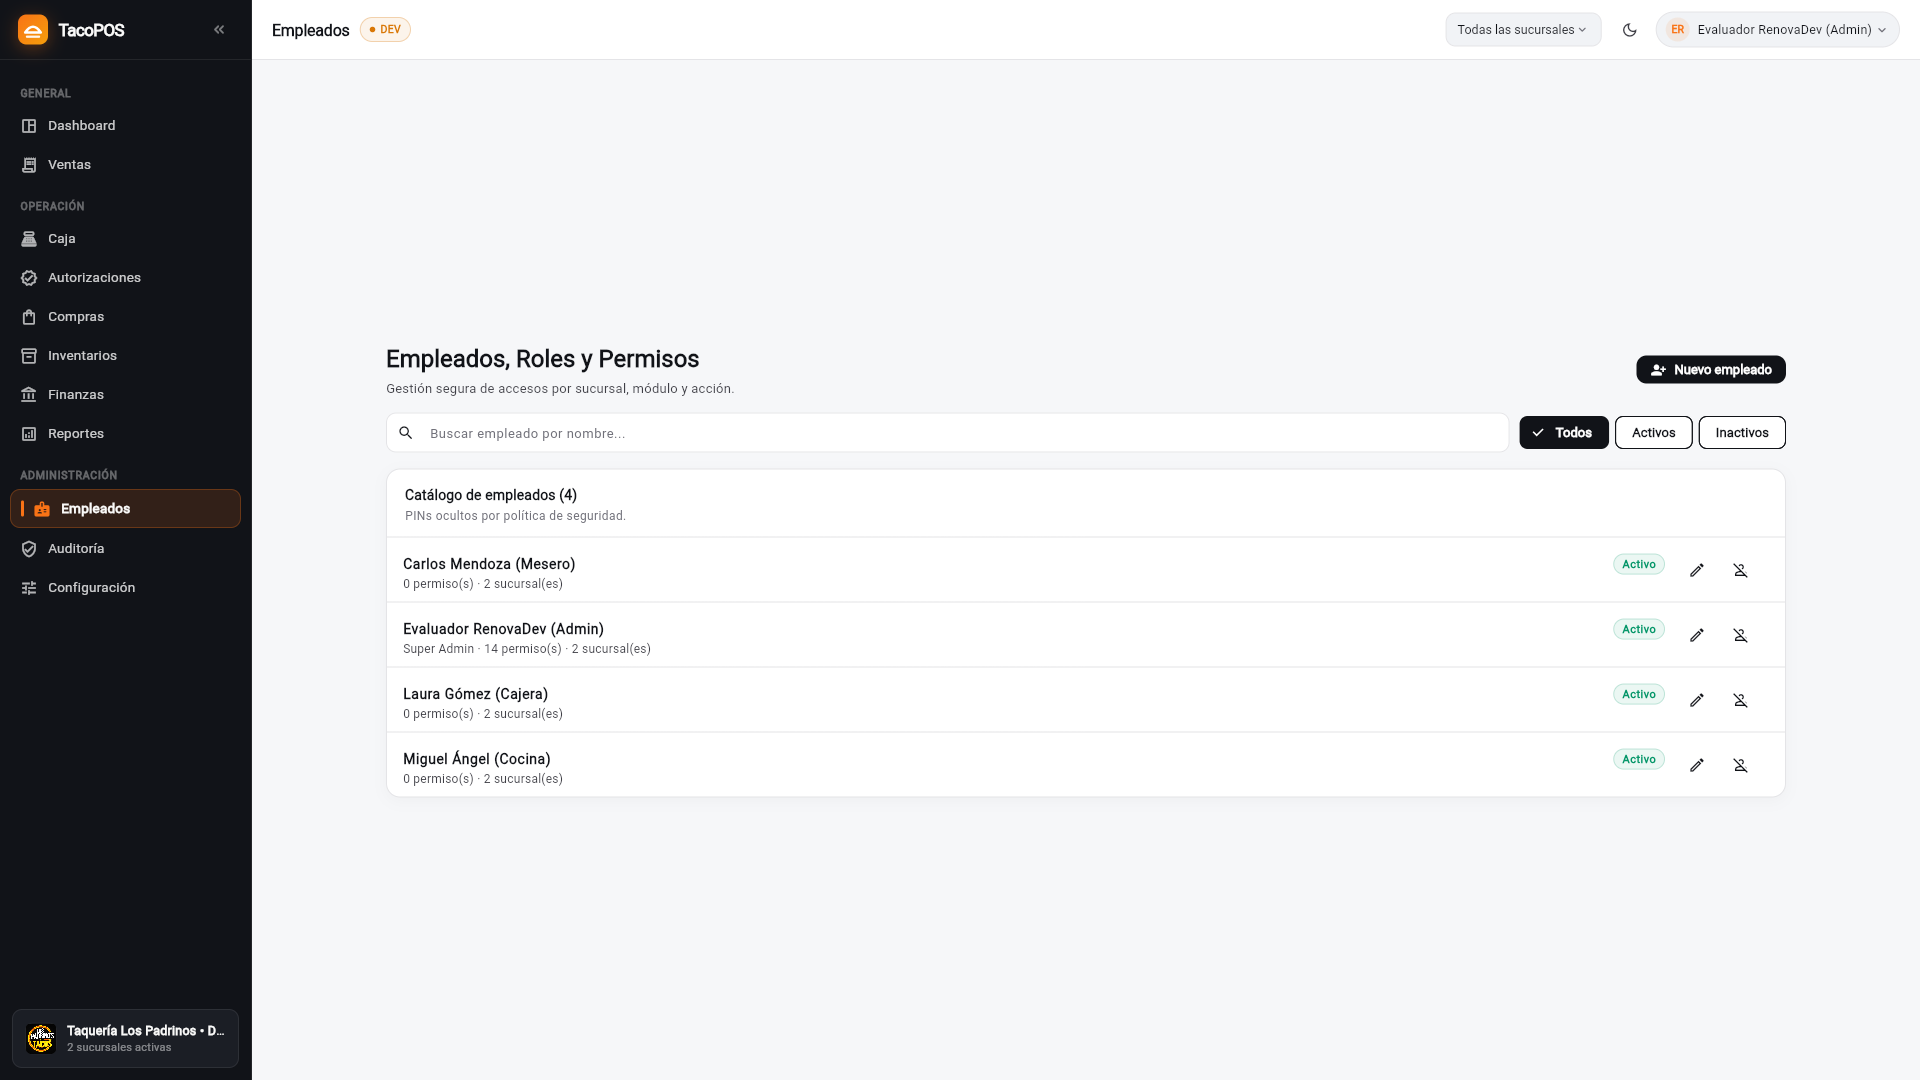 TacoPOS
Empleados
DEV
Todas las sucursales
ER
Evaluador RenovaDev (Admin)
GENERAL
Dashboard
Ventas
OPERACIÓN
Caja
Autorizaciones
Compras
Inventarios
Finanzas
Reportes
ADMINISTRACIÓN
Empleados
Auditoría
Configuración
Taquería Los Padrinos • D...
2 sucursales activas
Empleados, Roles y Permisos
Gestión segura de accesos por sucursal, módulo y acción.
Nuevo empleado
Buscar empleado por nombre...
Todos
Activos
Inactivos
Catálogo de empleados (4)
PINs ocultos por política de seguridad.
Carlos Mendoza (Mesero)
0 permiso(s) · 2 sucursal(es)
Activo
Evaluador RenovaDev (Admin)
Super Admin · 14 permiso(s) · 2 sucursal(es)
Activo
Laura Gómez (Cajera)
0 permiso(s) · 2 sucursal(es)
Activo
Miguel Ángel (Cocina)
0 permiso(s) · 2 sucursal(es)
Activo